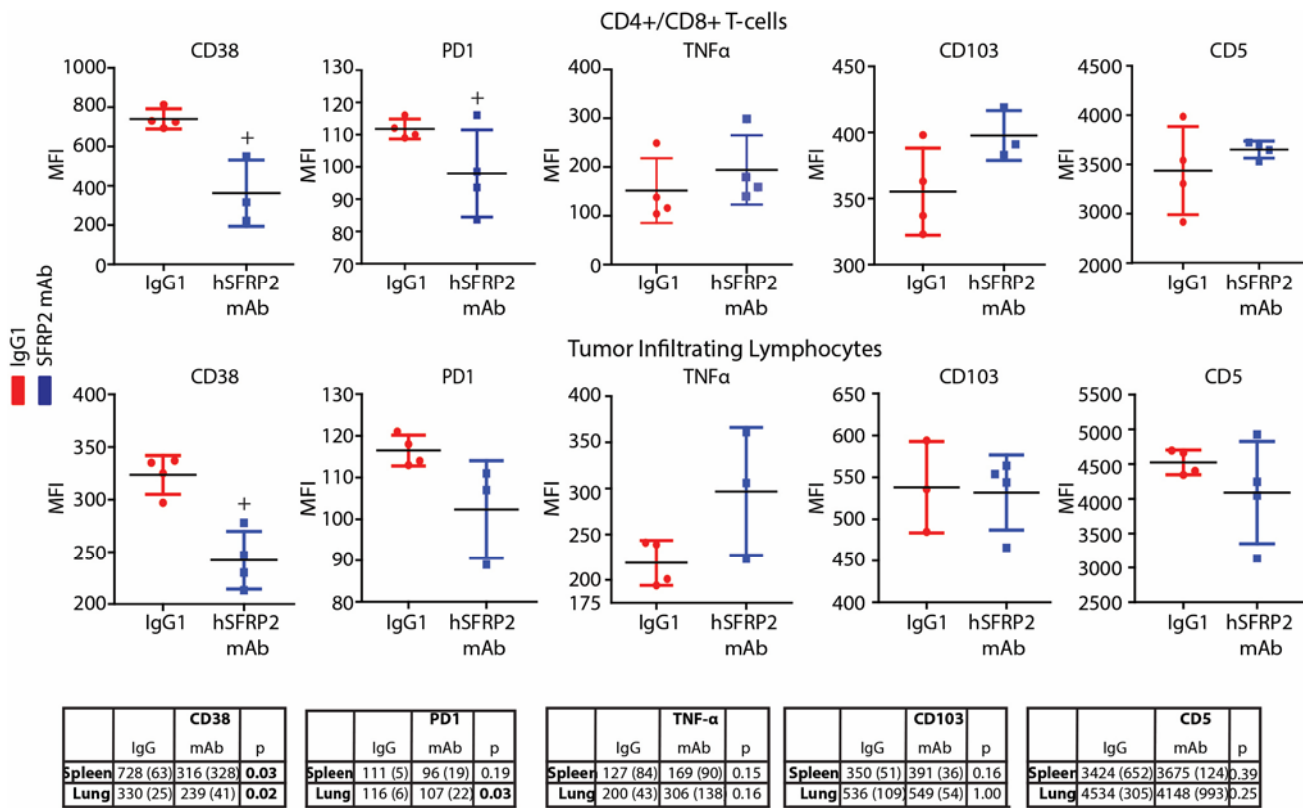 CD4+/CD8+ T-cells
CD38 PD1 TNFα CD103 CD5
MFI
1000
800
600
400
200
0
+
IgG1 hSFRP2 mAb
MFI
130
120
110
100
90
80
70
+
IgG1 hSFRP2 mAb
MFI
400
300
200
100
0
IgG1 hSFRP2 mAb
MFI
450
400
350
300
IgG1 hSFRP2 mAb
MFI
4500
4000
3500
3000
2000
IgG1 hSFRP2 mAb
IgG1
SFRP2 mAb
Tumor Infiltrating Lymphocytes
CD38 PD1 TNFα CD103 CD5
MFI
400
350
300
250
200
+
IgG1 hSFRP2 mAb
MFI
130
120
110
100
90
80
IgG1 hSFRP2 mAb
MFI
400
350
300
250
200
175
IgG1 hSFRP2 mAb
MFI
650
600
550
500
450
400
IgG1 hSFRP2 mAb
MFI
5500
5000
4500
4000
3500
3000
2500
IgG1 hSFRP2 mAb
CD38
IgG mAb p
Spleen 728 (63) 316 (328) 0.03
Lung 330 (25) 239 (41) 0.02
PD1
IgG mAb p
Spleen 111 (5) 96 (19) 0.19
Lung 116 (6) 107 (22) 0.03
TNF-α
IgG mAb p
Spleen 127 (84) 169 (90) 0.15
Lung 200 (43) 306 (138) 0.16
CD103
IgG mAb p
Spleen 350 (51) 391 (36) 0.16
Lung 536 (109) 549 (54) 1.00
CD5
IgG mAb p
Spleen 3424 (652) 3675 (124) 0.39
Lung 4534 (305) 4148 (993) 0.25